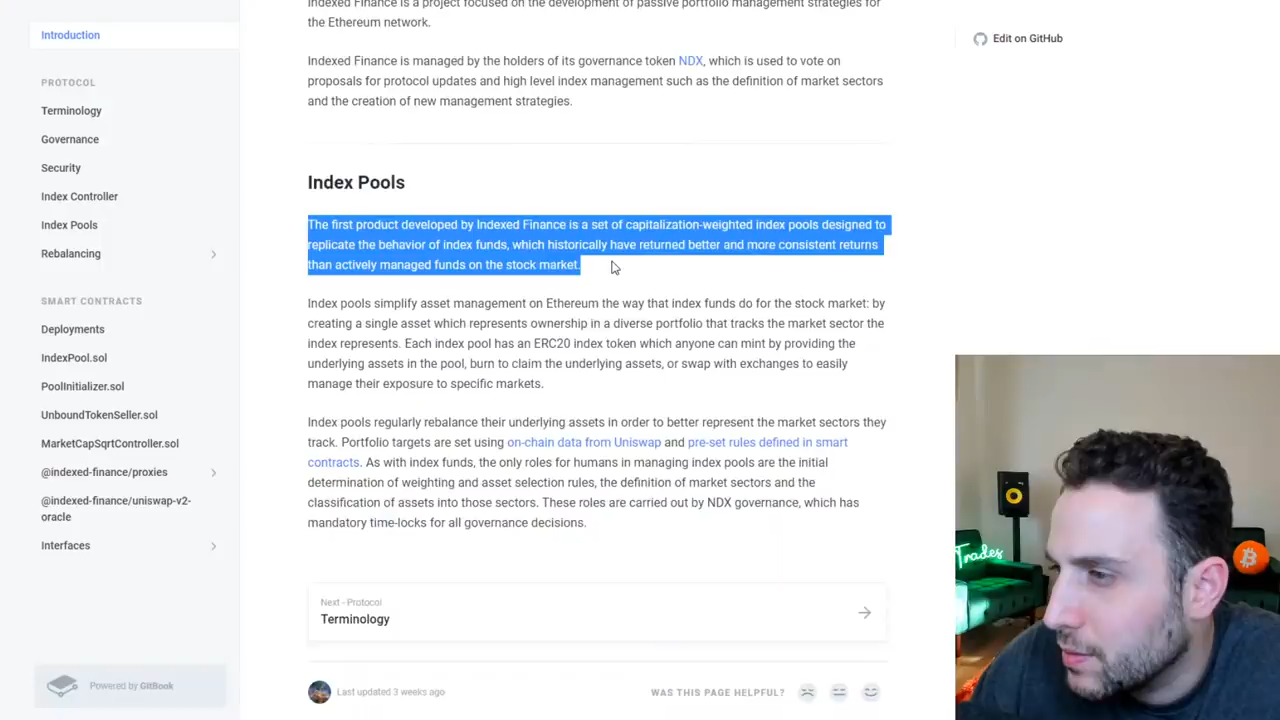 Introduction
PROTOCOL
Terminology
Governance
Security
Index Controller
Index Pools
Rebalancing
SMART CONTRACTS
Deployments
IndexPool.sol
PoolInitializer.sol
UnboundTokenSeller.sol
MarketCapSqrtController.sol
@indexed-finance/proxies
@indexed-finance/uniswap-v2-
oracle
Interfaces
Powered by GitBook
Indexed Finance is a project focused on the development of passive portfolio management strategies for
the Ethereum network.
Indexed Finance is managed by the holders of its governance token NDX, which is used to vote on
proposals for protocol updates and high level index management such as the definition of market sectors
and the creation of new management strategies.
Index Pools
The first product developed by Indexed Finance is a set of capitalization-weighted index pools designed to
replicate the behavior of index funds, which historically have returned better and more consistent returns
than actively managed funds on the stock market.
Index pools simplify asset management on Ethereum the way that index funds do for the stock market: by
creating a single asset which represents ownership in a diverse portfolio that tracks the market sector the
index represents. Each index pool has an ERC20 index token which anyone can mint by providing the
underlying assets in the pool, burn to claim the underlying assets, or swap with exchanges to easily
manage their exposure to specific markets.
Index pools regularly rebalance their underlying assets in order to better represent the market sectors they
track. Portfolio targets are set using on-chain data from Uniswap and pre-set rules defined in smart
contracts. As with index funds, the only roles for humans in managing index pools are the initial
determination of weighting and asset selection rules, the definition of market sectors and the
classification of assets into those sectors. These roles are carried out by NDX governance, which has
mandatory time-locks for all governance decisions.
Next - Protocol
Terminology
Last updated 3 weeks ago
WAS THIS PAGE HELPFUL?
Edit on GitHub
Trades